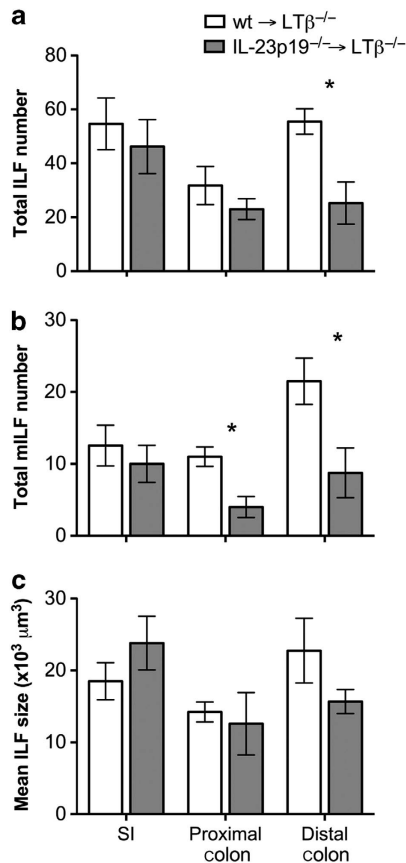 a
wt → LTβ⁻/⁻
IL-23p19⁻/⁻ → LTβ⁻/⁻
Total ILF number
80
60
40
20
0
*
b
Total mILF number
30
20
10
0
*
*
c
Mean ILF size (x10³ µm³)
30
20
10
0
SI
Proximal colon
Distal colon